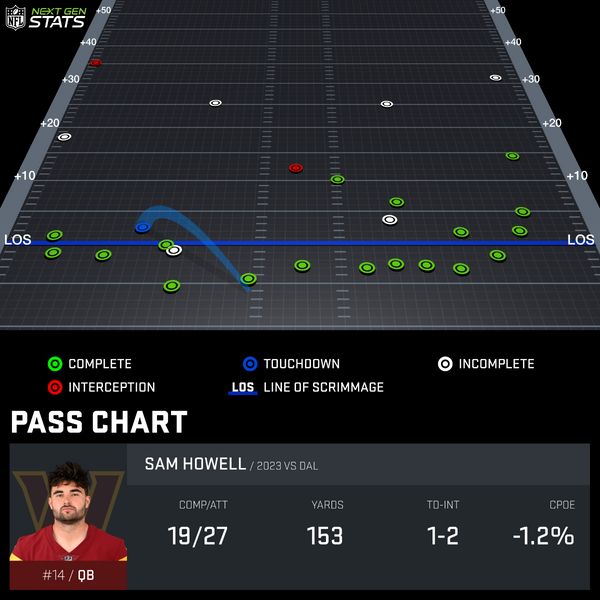 NFL NEXT GEN STATS
+50 +50
+40 +40
+30 +30
+20 +20
+10 +10
LOS LOS
COMPLETE TOUCHDOWN INCOMPLETE
INTERCEPTION LOS LINE OF SCRIMMAGE
PASS CHART
SAM HOWELL / 2023 VS DAL
COMP/ATT YARDS TD-INT CPOE
19/27 153 1-2 -1.2%
#14 / QB